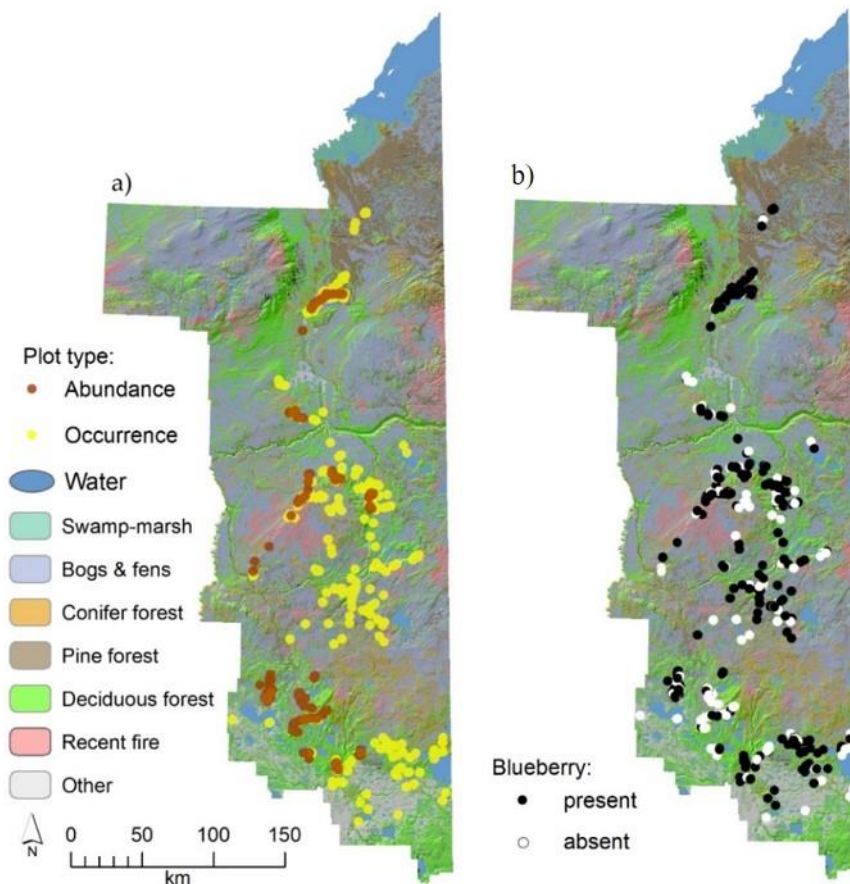 a)
Plot type:
Abundance
Occurrence
Water
Swamp-marsh
Bogs & fens
Conifer forest
Pine forest
Deciduous forest
Recent fire
Other
N
0 50 100 150
km
b)
Blueberry:
present
absent